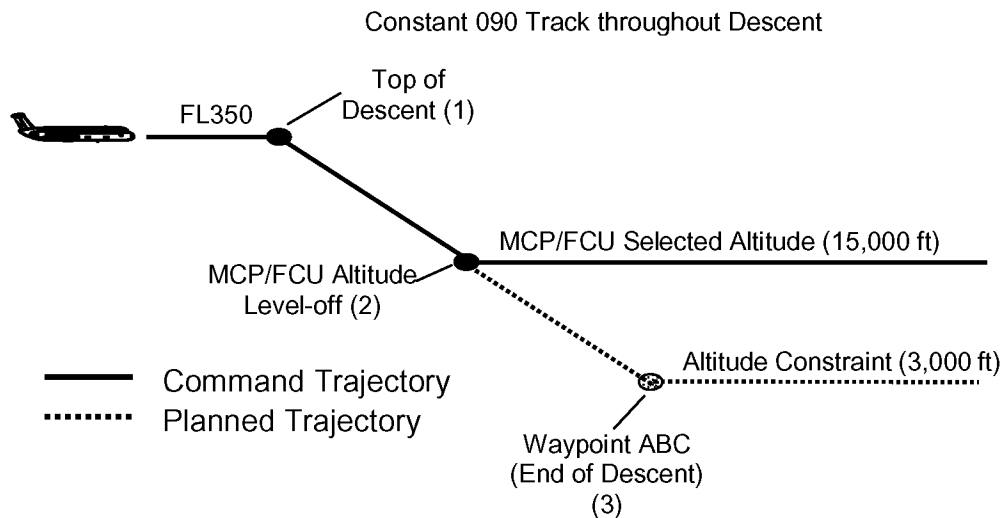 Constant 090 Track throughout Descent
Top of
Descent (1)
FL350
MCP/FCU Selected Altitude (15,000 ft)
MCP/FCU Altitude
Level-off (2)
Altitude Constraint (3,000 ft)
Command Trajectory
Planned Trajectory
Waypoint ABC
(End of Descent)
(3)